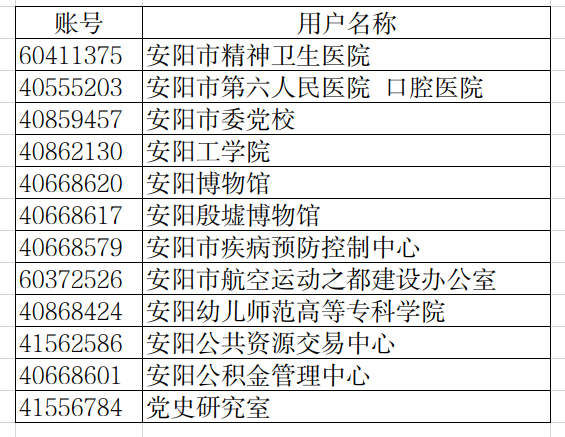 账号 用户名称
60411375 安阳市精神卫生医院
40555203 安阳市第六人民医院 口腔医院
40859457 安阳市委党校
40862130 安阳工学院
40668620 安阳博物馆
40668617 安阳殷墟博物馆
40668579 安阳市疾病预防控制中心
60372526 安阳市航空运动之都建设办公室
40868424 安阳幼儿师范高等专科学院
41562586 安阳公共资源交易中心
40668601 安阳公积金管理中心
41556784 党史研究室